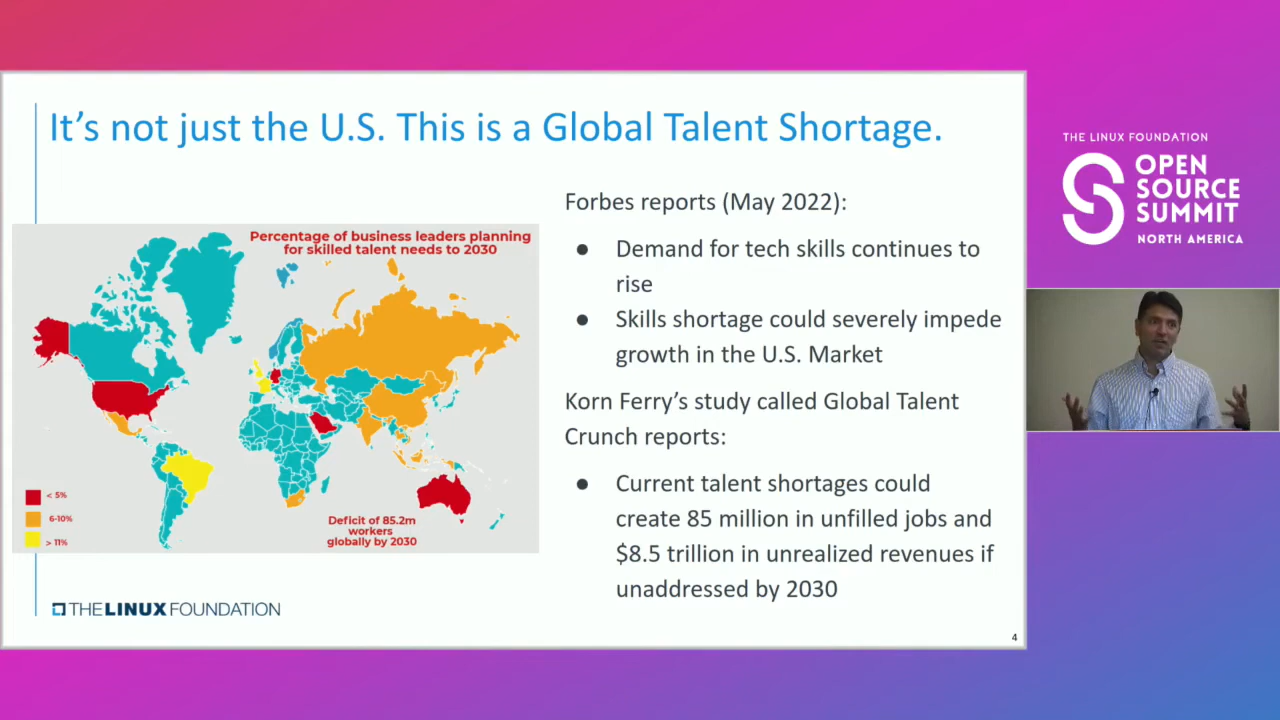 It's not just the U.S. This is a Global Talent Shortage.
Percentage of business leaders planning
for skilled talent needs to 2030
< 5%
6-10%
> 11%
Deficit of 85.2m
workers
globally by 2030
Forbes reports (May 2022):
● Demand for tech skills continues to
rise
● Skills shortage could severely impede
growth in the U.S. Market
Korn Ferry's study called Global Talent
Crunch reports:
● Current talent shortages could
create 85 million in unfilled jobs and
$8.5 trillion in unrealized revenues if
unaddressed by 2030
THE LINUX FOUNDATION
4
THE LINUX FOUNDATION
OPEN
SOURCE
SUMMIT
NORTH AMERICA